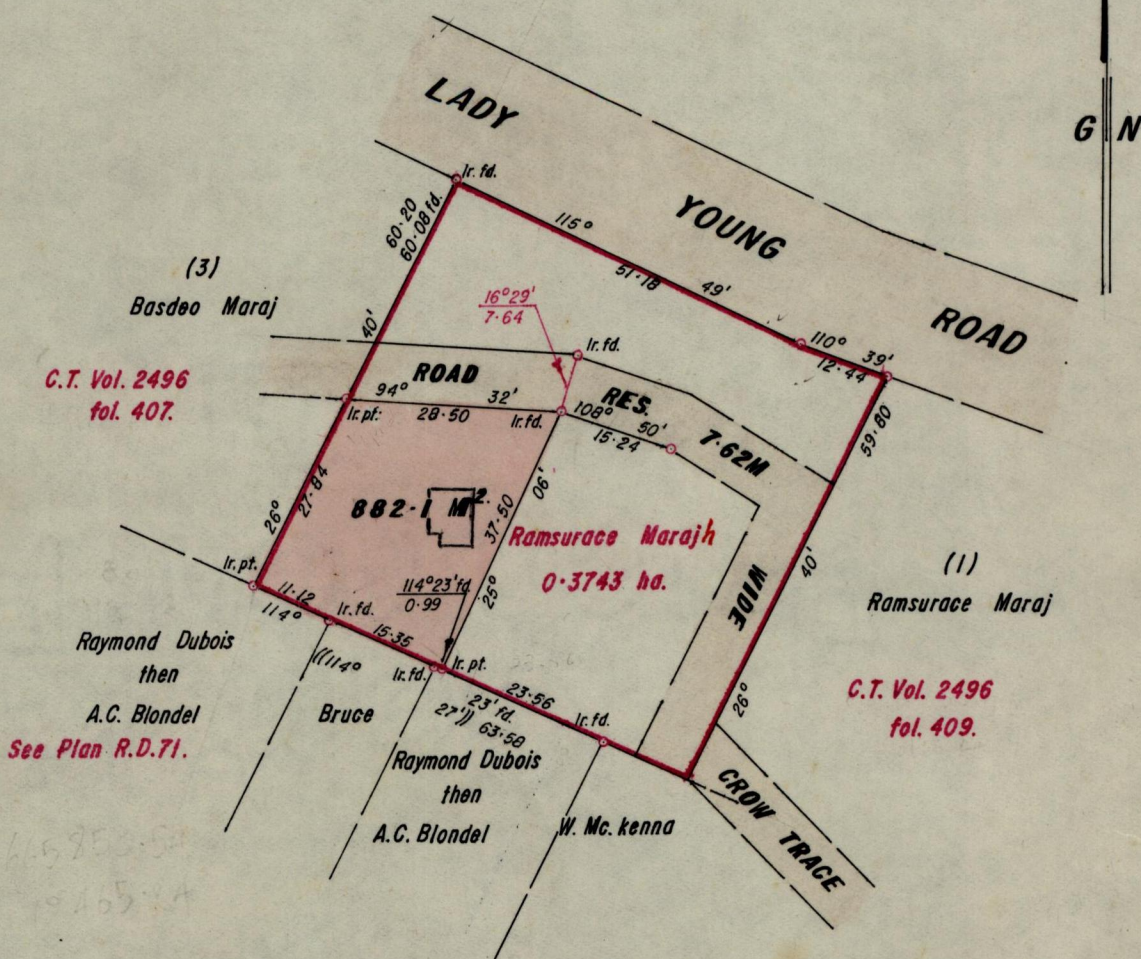 LADY
YOUNG
ROAD
G N
Ir. fd.
60·20
60·08 fd.
115°
51·18
49'
110°
12·44
39'
(3)
Basdeo Maraj
C.T. Vol. 2496
fol. 407.
40'
16°29'
7·64
Ir. fd.
ROAD
RES.
7·62M
WIDE
94°
32'
28·50
Ir. pt.
Ir. fd.
108°
50'
15·24
59·80
26°
27·84
882·1 M².
37·50
06'
25°
Ramsurace Marajh
0·3743 ha.
40'
(1)
Ramsurace Maraj
C.T. Vol. 2496
fol. 409.
26°
Ir. pt.
11·12
114°
Ir. fd.
15·35
114°23'fd
0·99
Ir. fd.
Ir. pt.
((114°
23·56
23' fd.
27')) 63·58
Ir. fd.
Raymond Dubois
then
A.C. Blondel
See Plan R.D.71.
Bruce
Raymond Dubois
then
A.C. Blondel
W. Mc. kenna
CROW TRACE